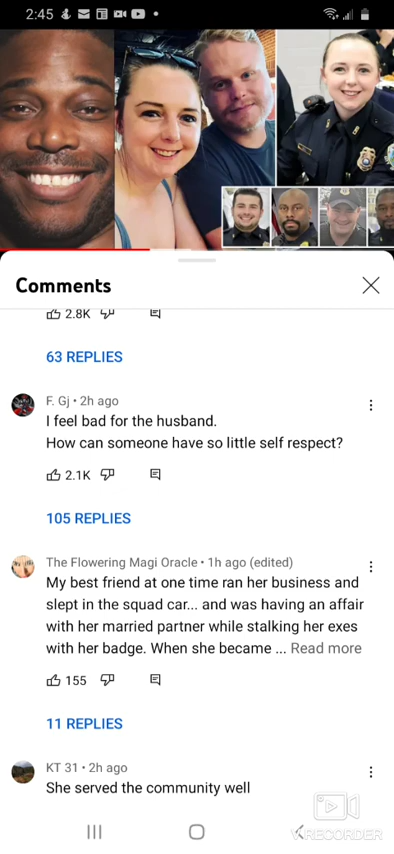 2:45
Comments
2.8K
63 REPLIES
F. Gj • 2h ago
I feel bad for the husband.
How can someone have so little self respect?
2.1K
105 REPLIES
The Flowering Magi Oracle • 1h ago (edited)
My best friend at one time ran her business and
slept in the squad car... and was having an affair
with her married partner while stalking her exes
with her badge. When she became ... Read more
155
11 REPLIES
KT 31 • 2h ago
She served the community well
VRECORDER